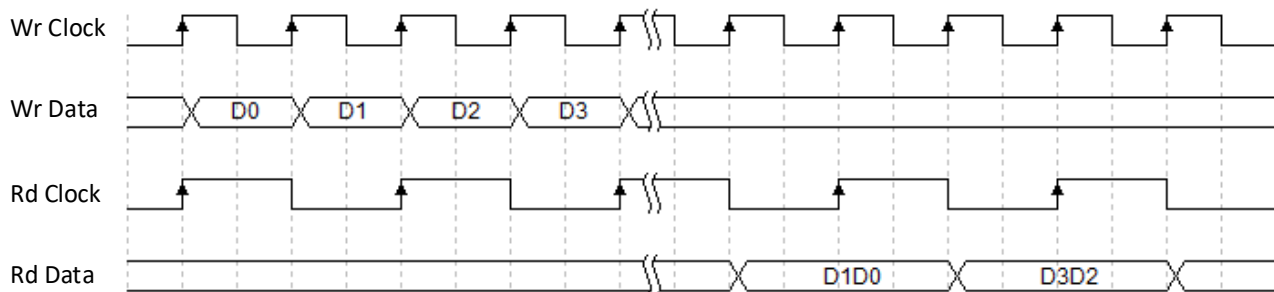 Wr Clock
Wr Data D0 D1 D2 D3
Rd Clock
Rd Data D1D0 D3D2